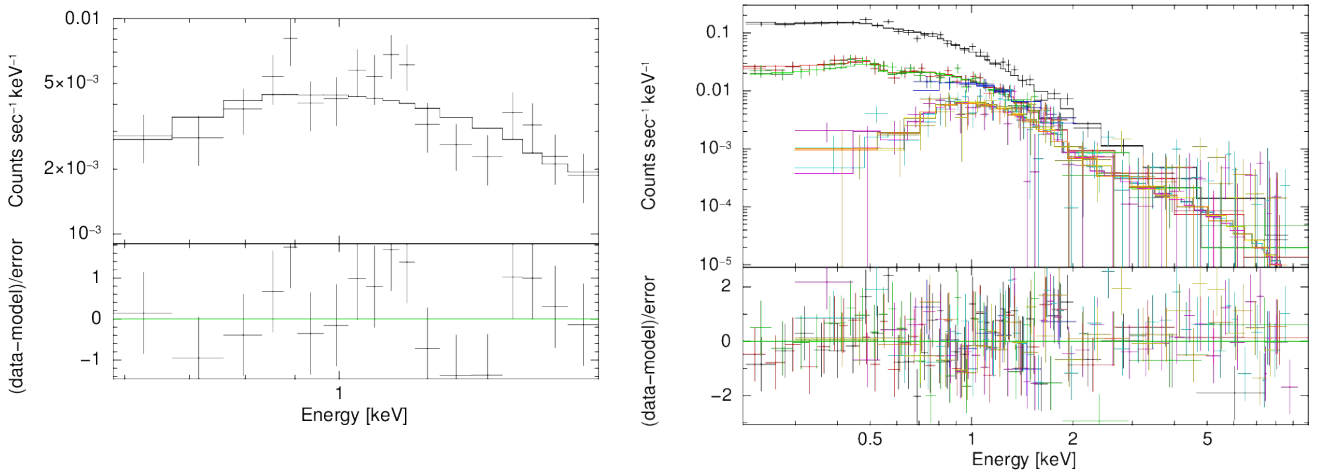 0.01
5×10⁻³
2×10⁻³
10⁻³
Counts sec⁻¹ keV⁻¹
1
0
−1
(data−model)/error
1
Energy [keV]
0.1
0.01
10⁻³
10⁻⁴
10⁻⁵
Counts sec⁻¹ keV⁻¹
2
0
−2
(data−model)/error
0.5 1 2 5
Energy [keV]